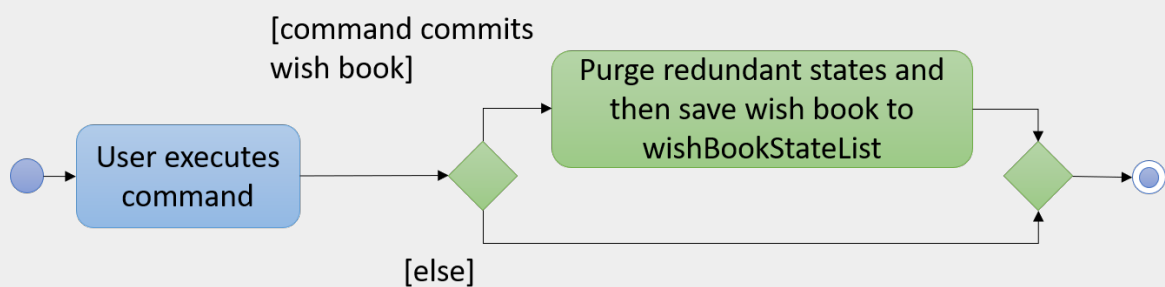 [command commits
wish book]
Purge redundant states and
then save wish book to
wishBookStateList
User executes
command
[else]